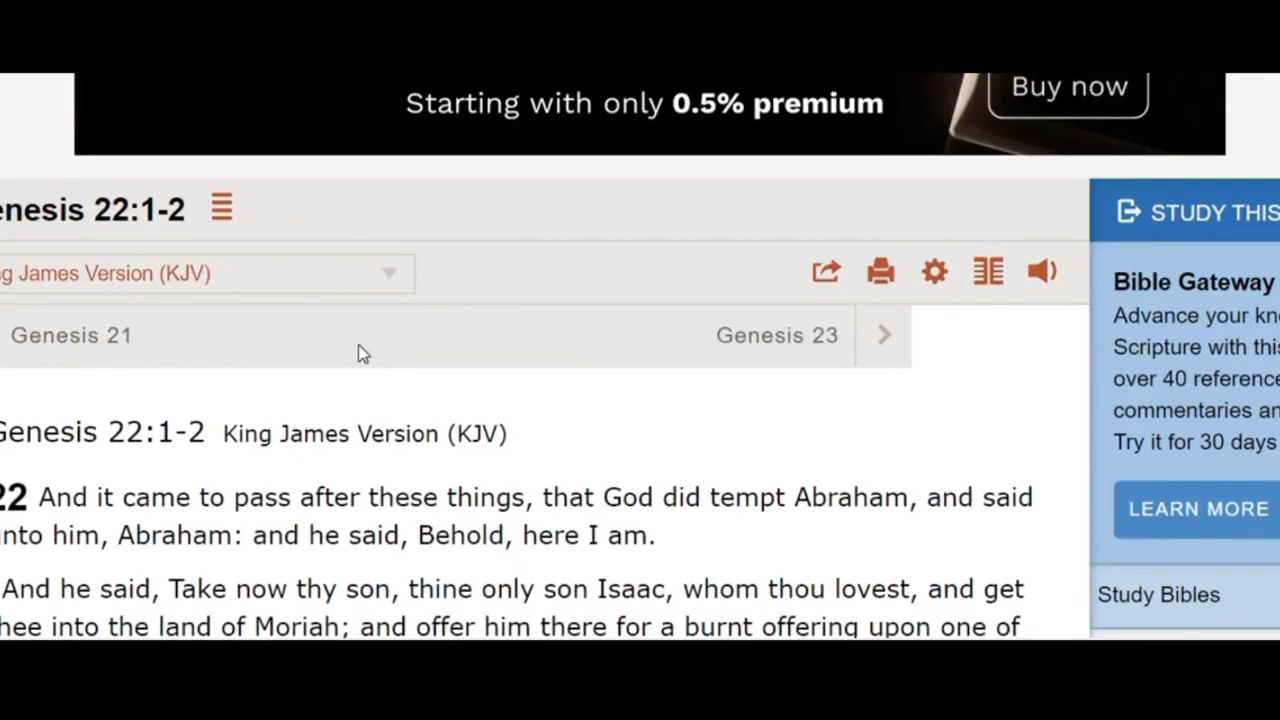 Starting with only 0.5% premium
Buy now
enesis 22:1-2
STUDY THIS
ng James Version (KJV)
Genesis 21
Genesis 23
Bible Gateway
Advance your kn
Scripture with this
over 40 reference
commentaries an
Try it for 30 days
LEARN MORE
Study Bibles
Genesis 22:1-2 King James Version (KJV)
22 And it came to pass after these things, that God did tempt Abraham, and said
nto him, Abraham: and he said, Behold, here I am.
And he said, Take now thy son, thine only son Isaac, whom thou lovest, and get
hee into the land of Moriah; and offer him there for a burnt offering upon one of